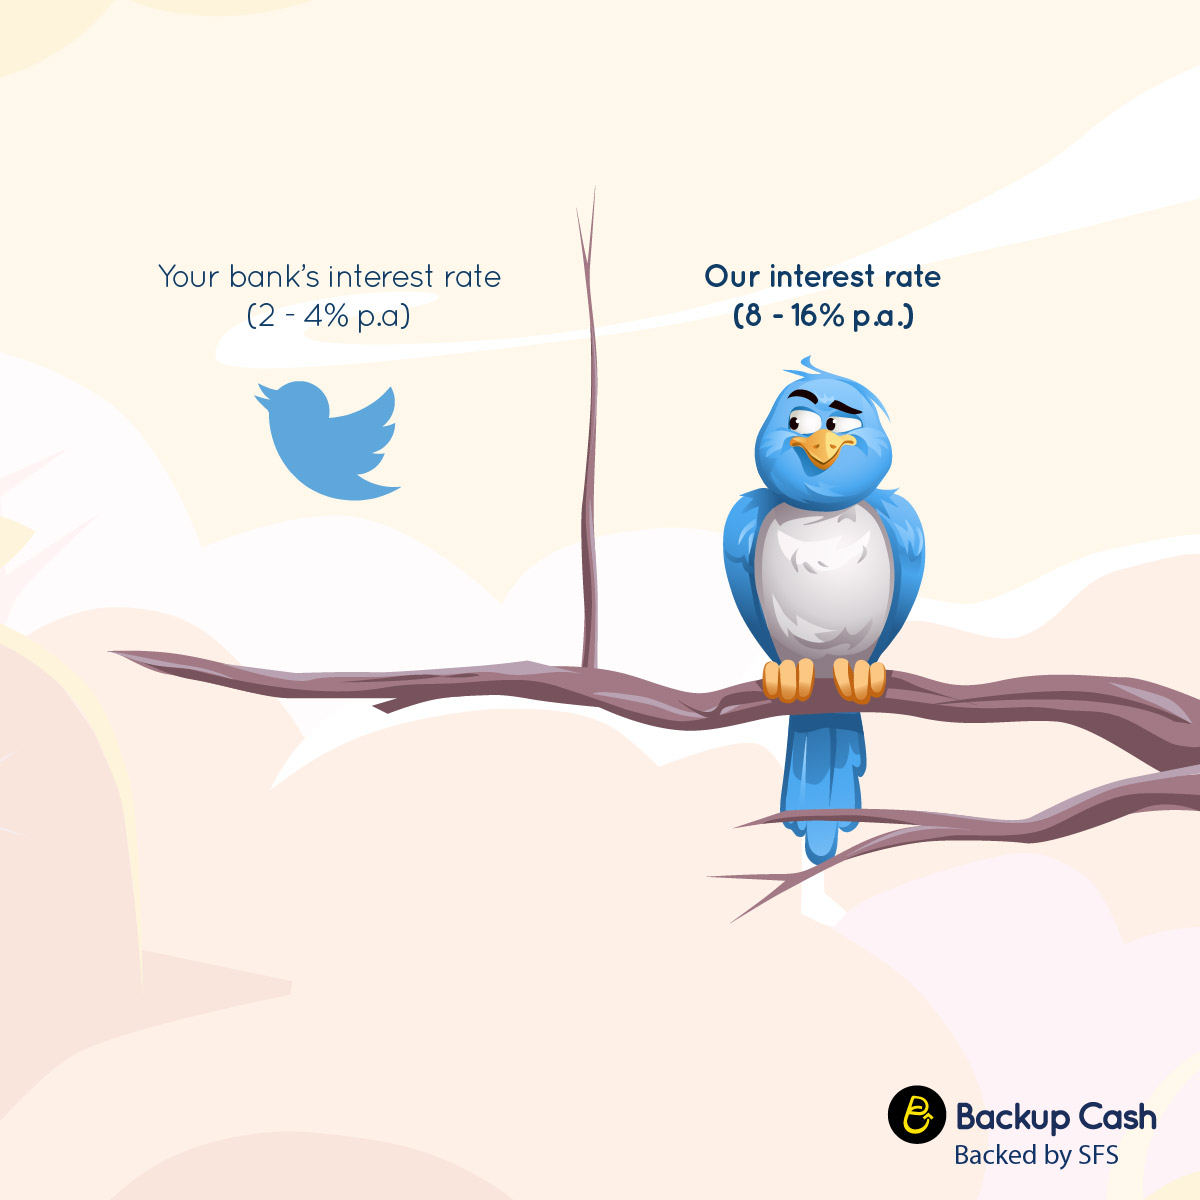 Your bank's interest rate
(2 - 4% p.a)
Our interest rate
(8 - 16% p.a.)
Backup Cash
Backed by SFS